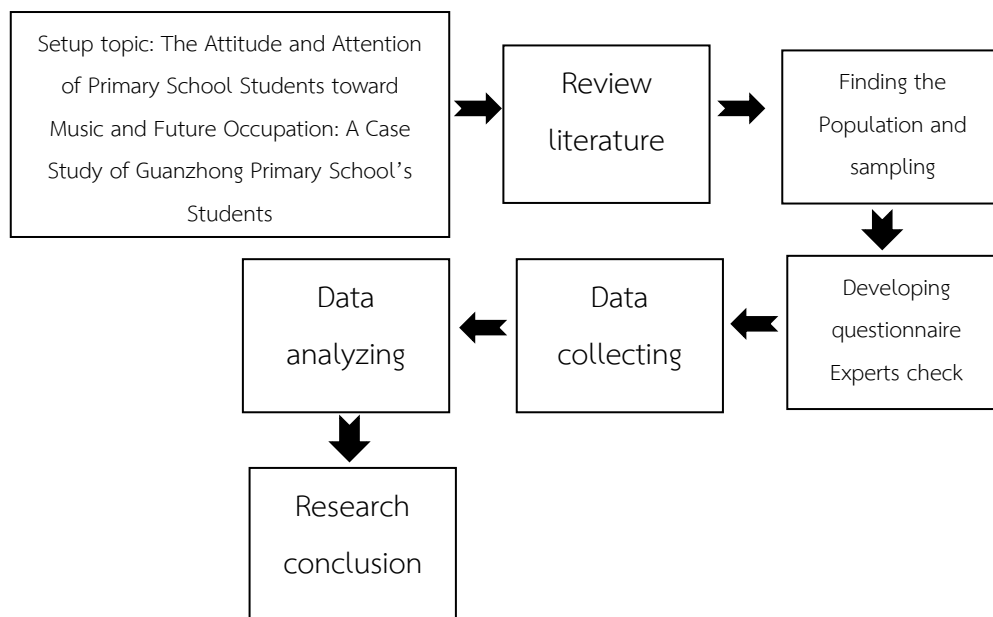 Setup topic: The Attitude and Attention
of Primary School Students toward
Music and Future Occupation: A Case
Study of Guanzhong Primary School’s
Students
Review
literature
Finding the
Population and
sampling
Developing
questionnaire
Experts check
Data
collecting
Data
analyzing
Research
conclusion